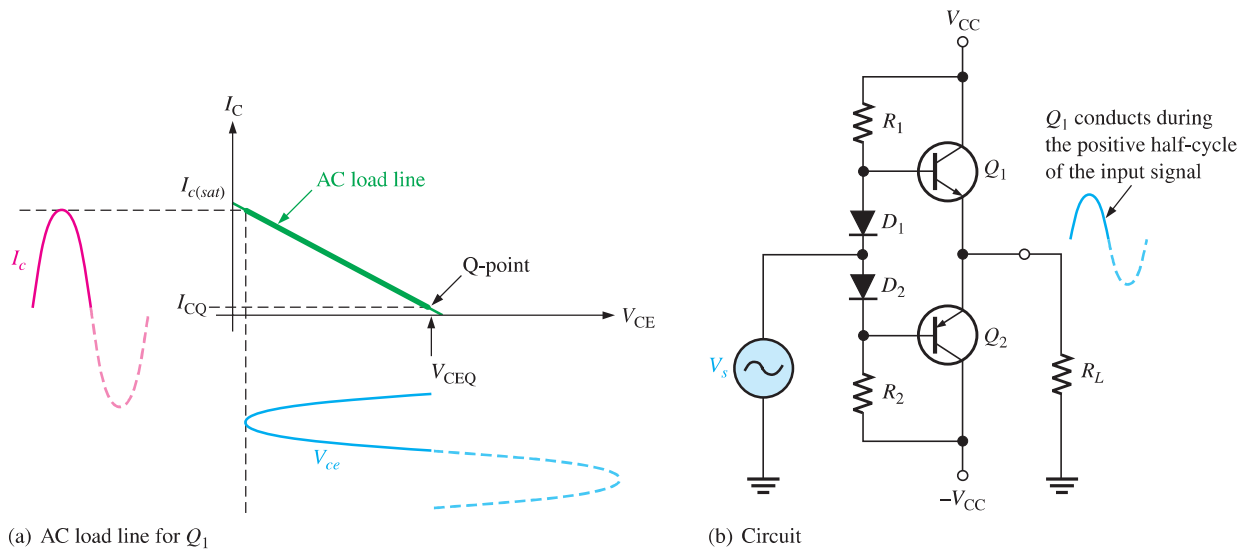 I_C
I_c(sat)
AC load line
I_c
Q-point
I_CQ
V_CE
V_CEQ
V_ce
(a) AC load line for Q_1
V_CC
R_1
Q_1 conducts during
the positive half-cycle
of the input signal
Q_1
D_1
D_2
Q_2
V_s
R_2
R_L
–V_CC
(b) Circuit